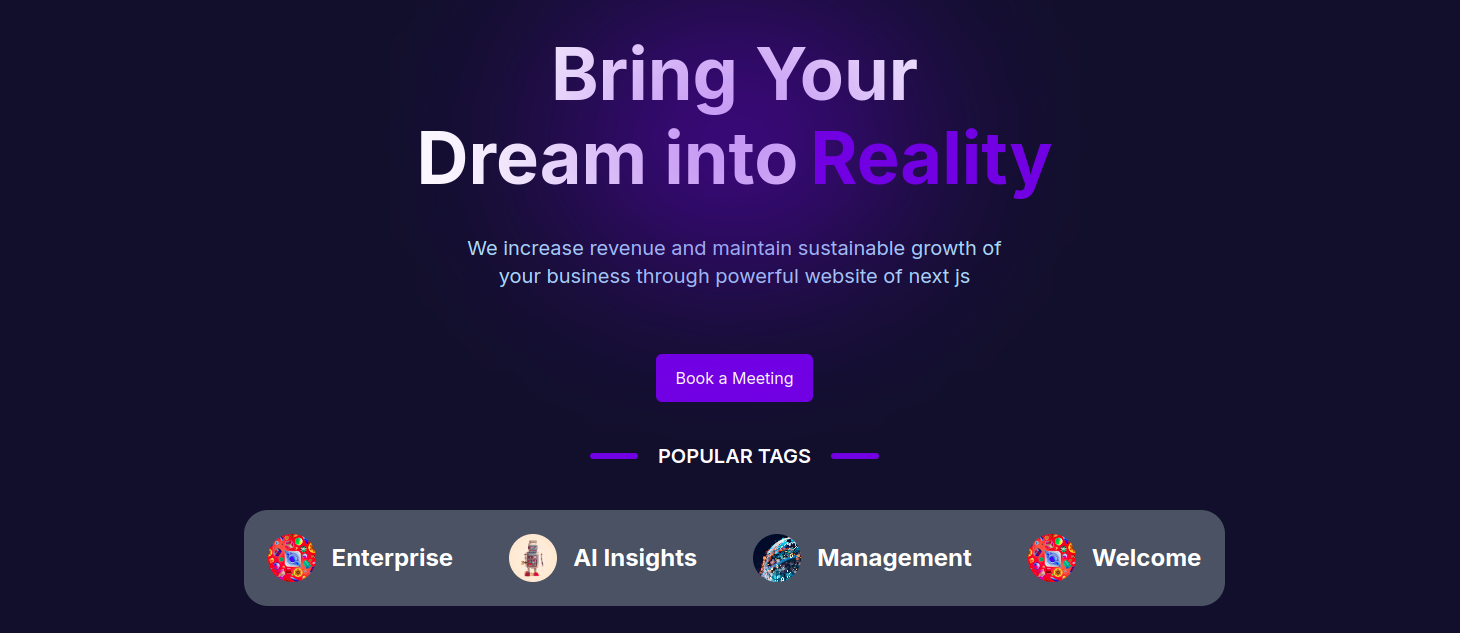 Bring Your
Dream into Reality
We increase revenue and maintain sustainable growth of
your business through powerful website of next js
Book a Meeting
POPULAR TAGS
Enterprise
AI Insights
Management
Welcome